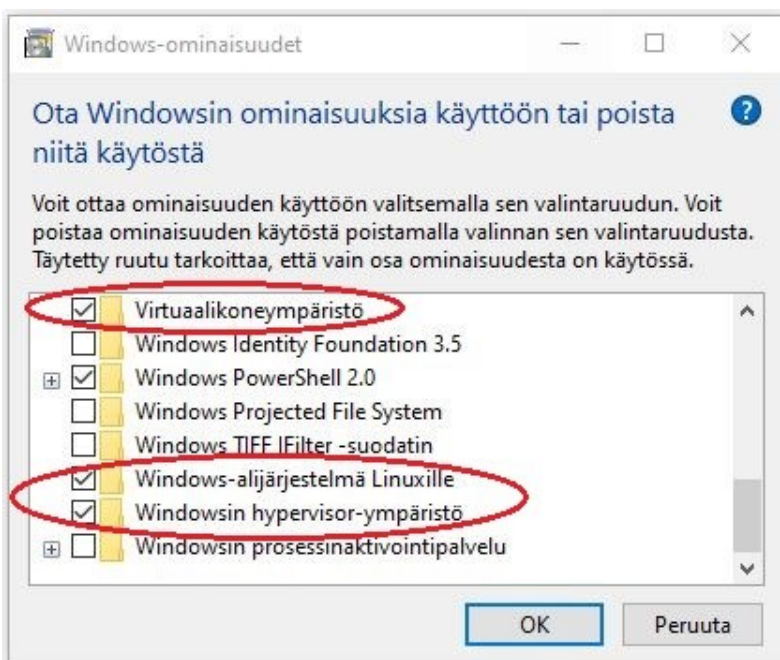 Windows-ominaisuudet
Ota Windowsin ominaisuuksia käyttöön tai poista
niitä käytöstä
Voit ottaa ominaisuuden käyttöön valitsemalla sen valintaruudun. Voit
poistaa ominaisuuden käytöstä poistamalla valinnan sen valintaruudusta.
Täytetty ruutu tarkoittaa, että vain osa ominaisuudesta on käytössä.
Virtuaalikoneympäristö
Windows Identity Foundation 3.5
Windows PowerShell 2.0
Windows Projected File System
Windows TIFF IFilter -suodatin
Windows-alijärjestelmä Linuxille
Windowsin hypervisor-ympäristö
Windowsin prosessinaktivointipalvelu
OK Peruuta